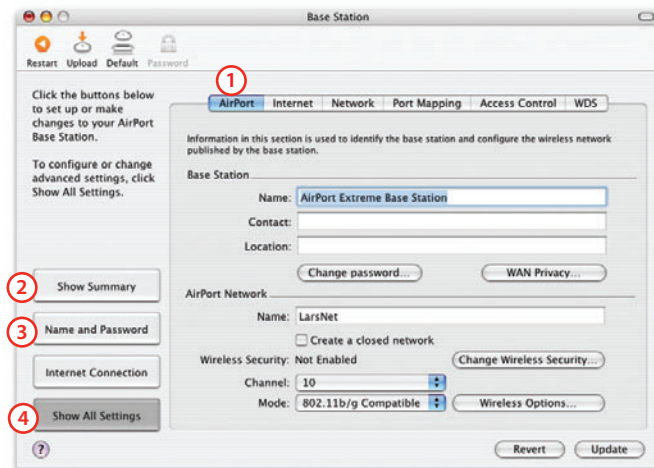 Base Station
Restart Upload Default Password
1
Click the buttons below
to set up or make
changes to your AirPort
Base Station.
To configure or change
advanced settings, click
Show All Settings.
2
Show Summary
3
Name and Password
Internet Connection
4
Show All Settings
?
AirPort Internet Network Port Mapping Access Control WDS
Information in this section is used to identify the base station and configure the wireless network
published by the base station.
Base Station
Name: AirPort Extreme Base Station
Contact:
Location:
Change password... WAN Privacy...
AirPort Network
Name: LarsNet
Create a closed network
Wireless Security: Not Enabled Change Wireless Security...
Channel: 10
Mode: 802.11b/g Compatible Wireless Options...
Revert Update